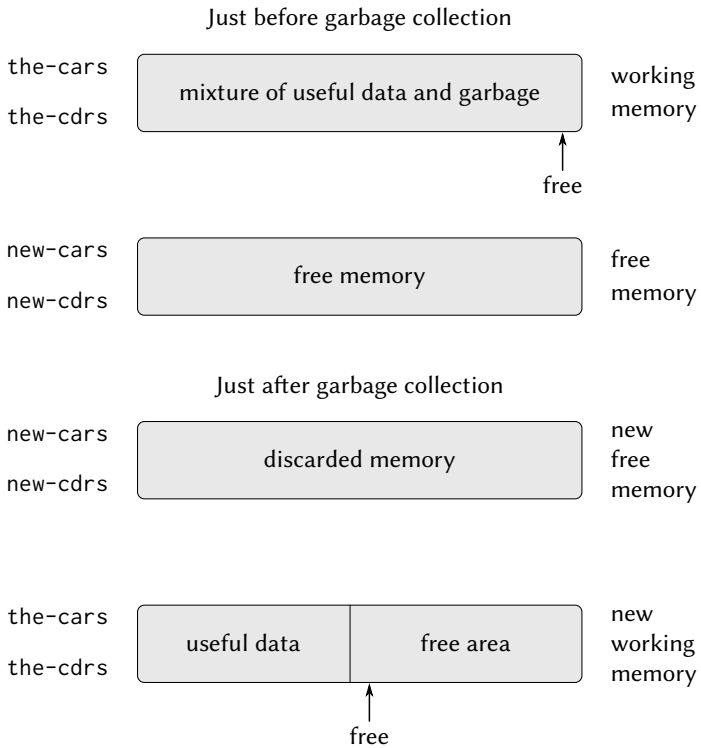 Just before garbage collection
the-cars
the-cdrs
mixture of useful data and garbage
working
memory
free
new-cars
new-cdrs
free memory
free
memory
Just after garbage collection
new-cars
new-cdrs
discarded memory
new
free
memory
the-cars
the-cdrs
useful data
free area
new
working
memory
free